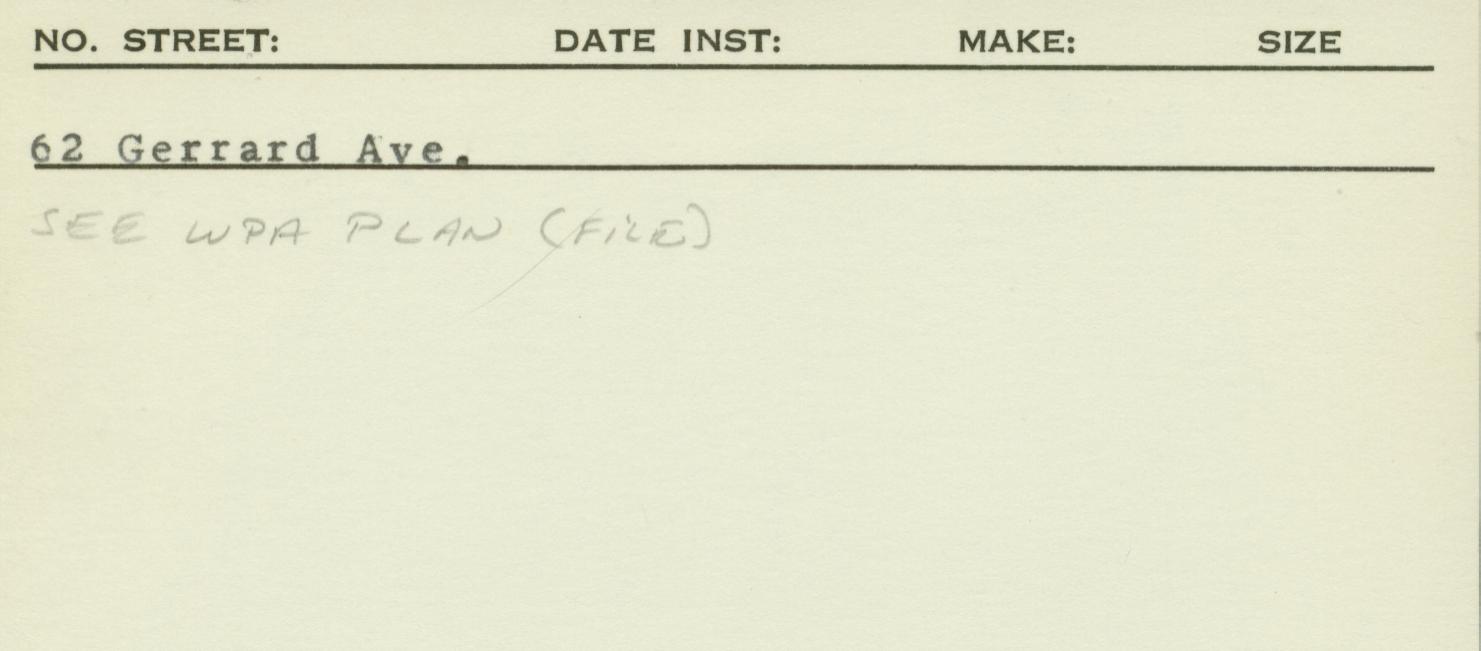 NO. STREET: DATE INST: MAKE: SIZE
62 Gerrard Ave.
SEE WPA PLAN (FILE)